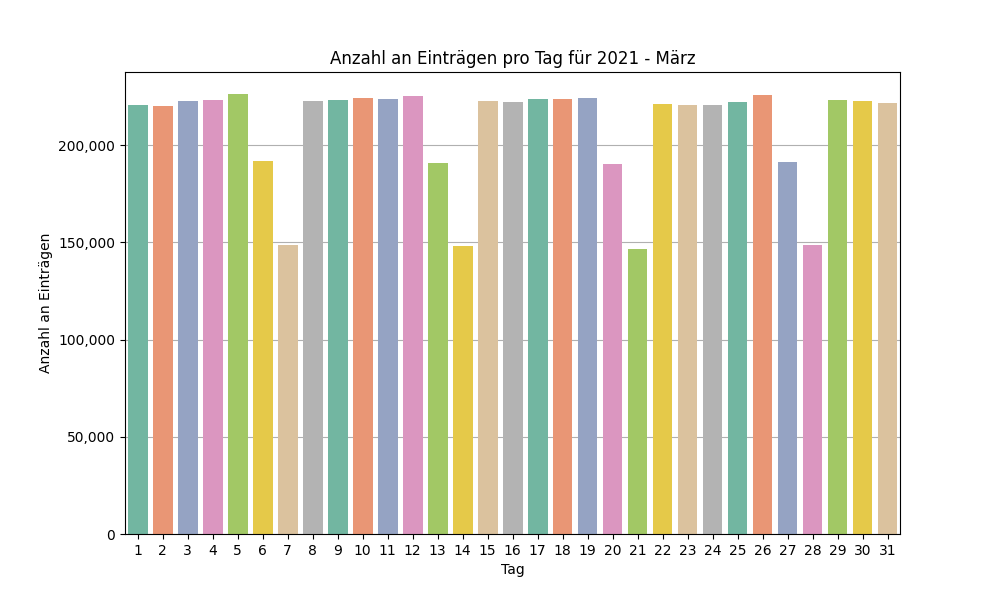 Anzahl an Einträgen pro Tag für 2021 - März
Anzahl an Einträgen
200,000
150,000
100,000
50,000
0
1 2 3 4 5 6 7 8 9 10 11 12 13 14 15 16 17 18 19 20 21 22 23 24 25 26 27 28 29 30 31
Tag